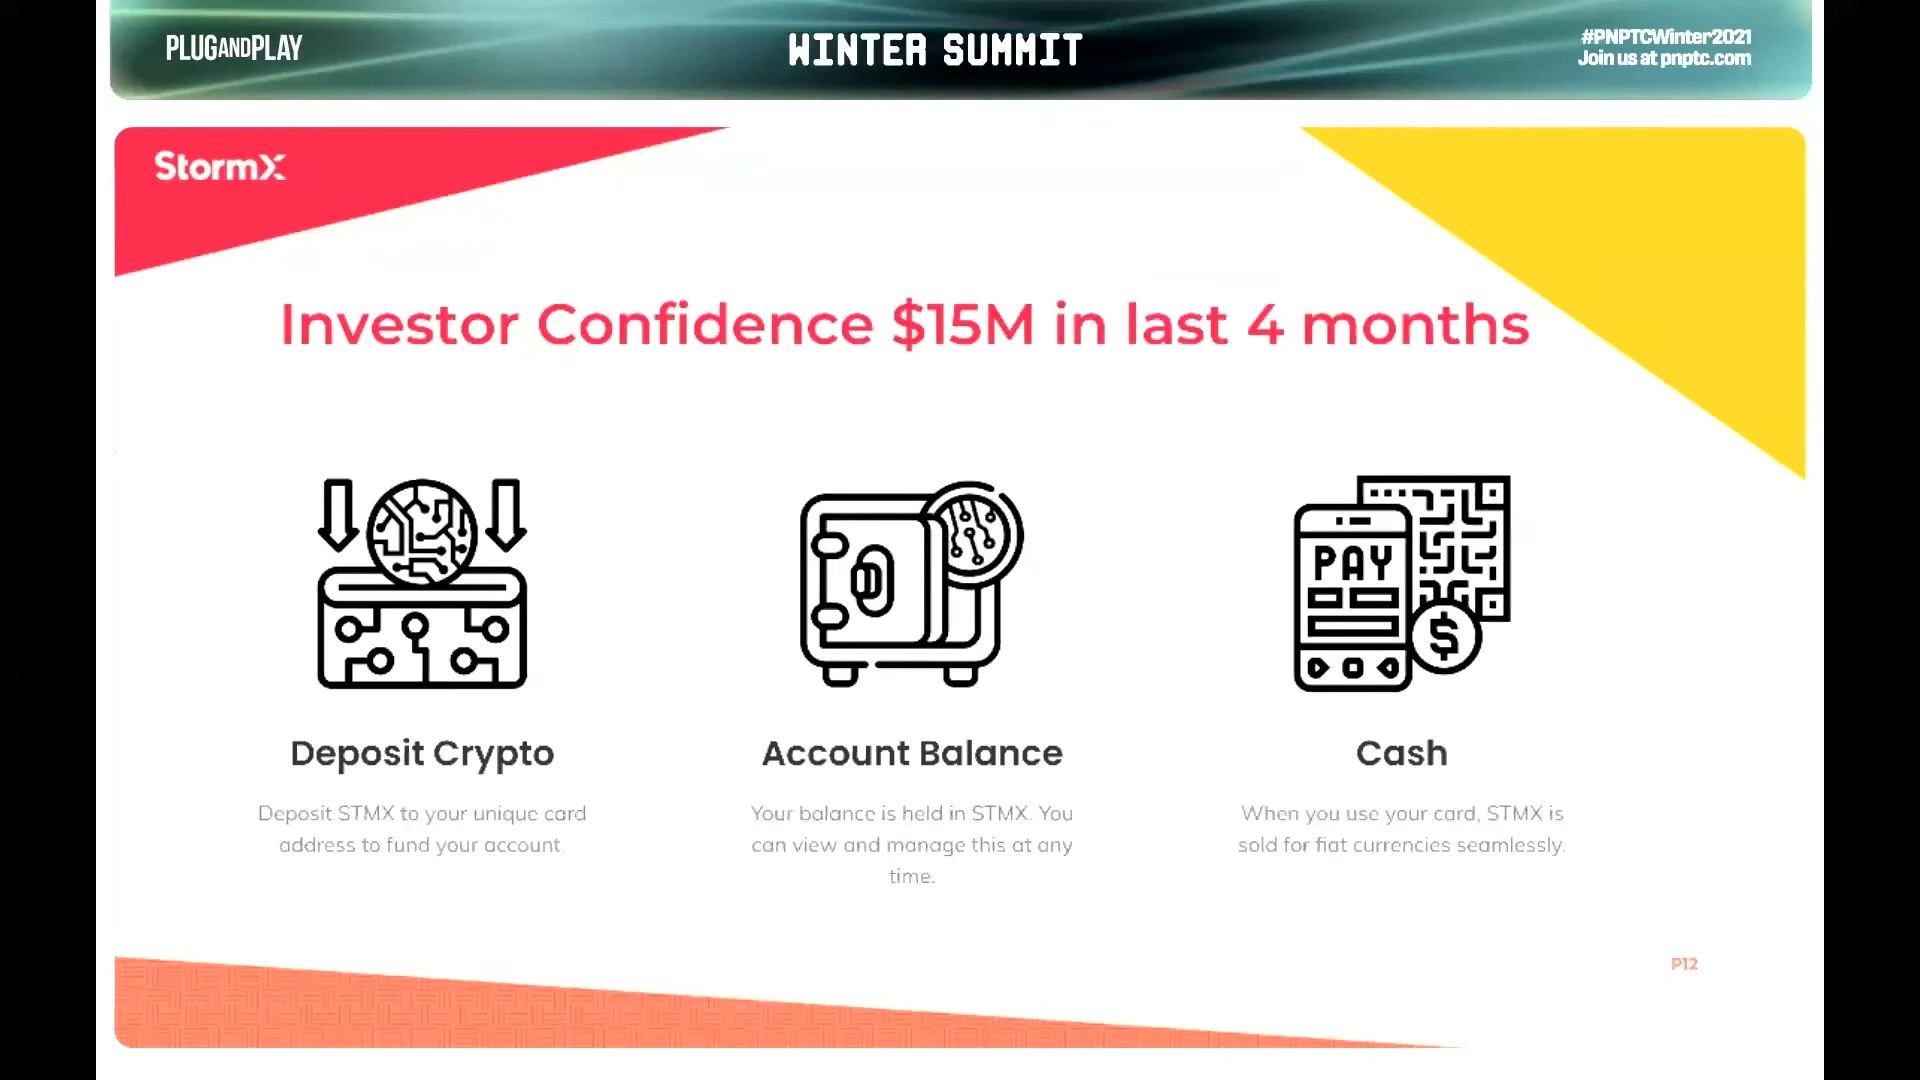 PLUGANDPLAY
WINTER SUMMIT
#PNPTCWinter2021
Join us at pnptc.com
StormX
Investor Confidence $15M in last 4 months
PAY
$
Deposit Crypto
Deposit STMX to your unique card
address to fund your account.
Account Balance
Your balance is held in STMX. You
can view and manage this at any
time.
Cash
When you use your card, STMX is
sold for fiat currencies seamlessly.
P12